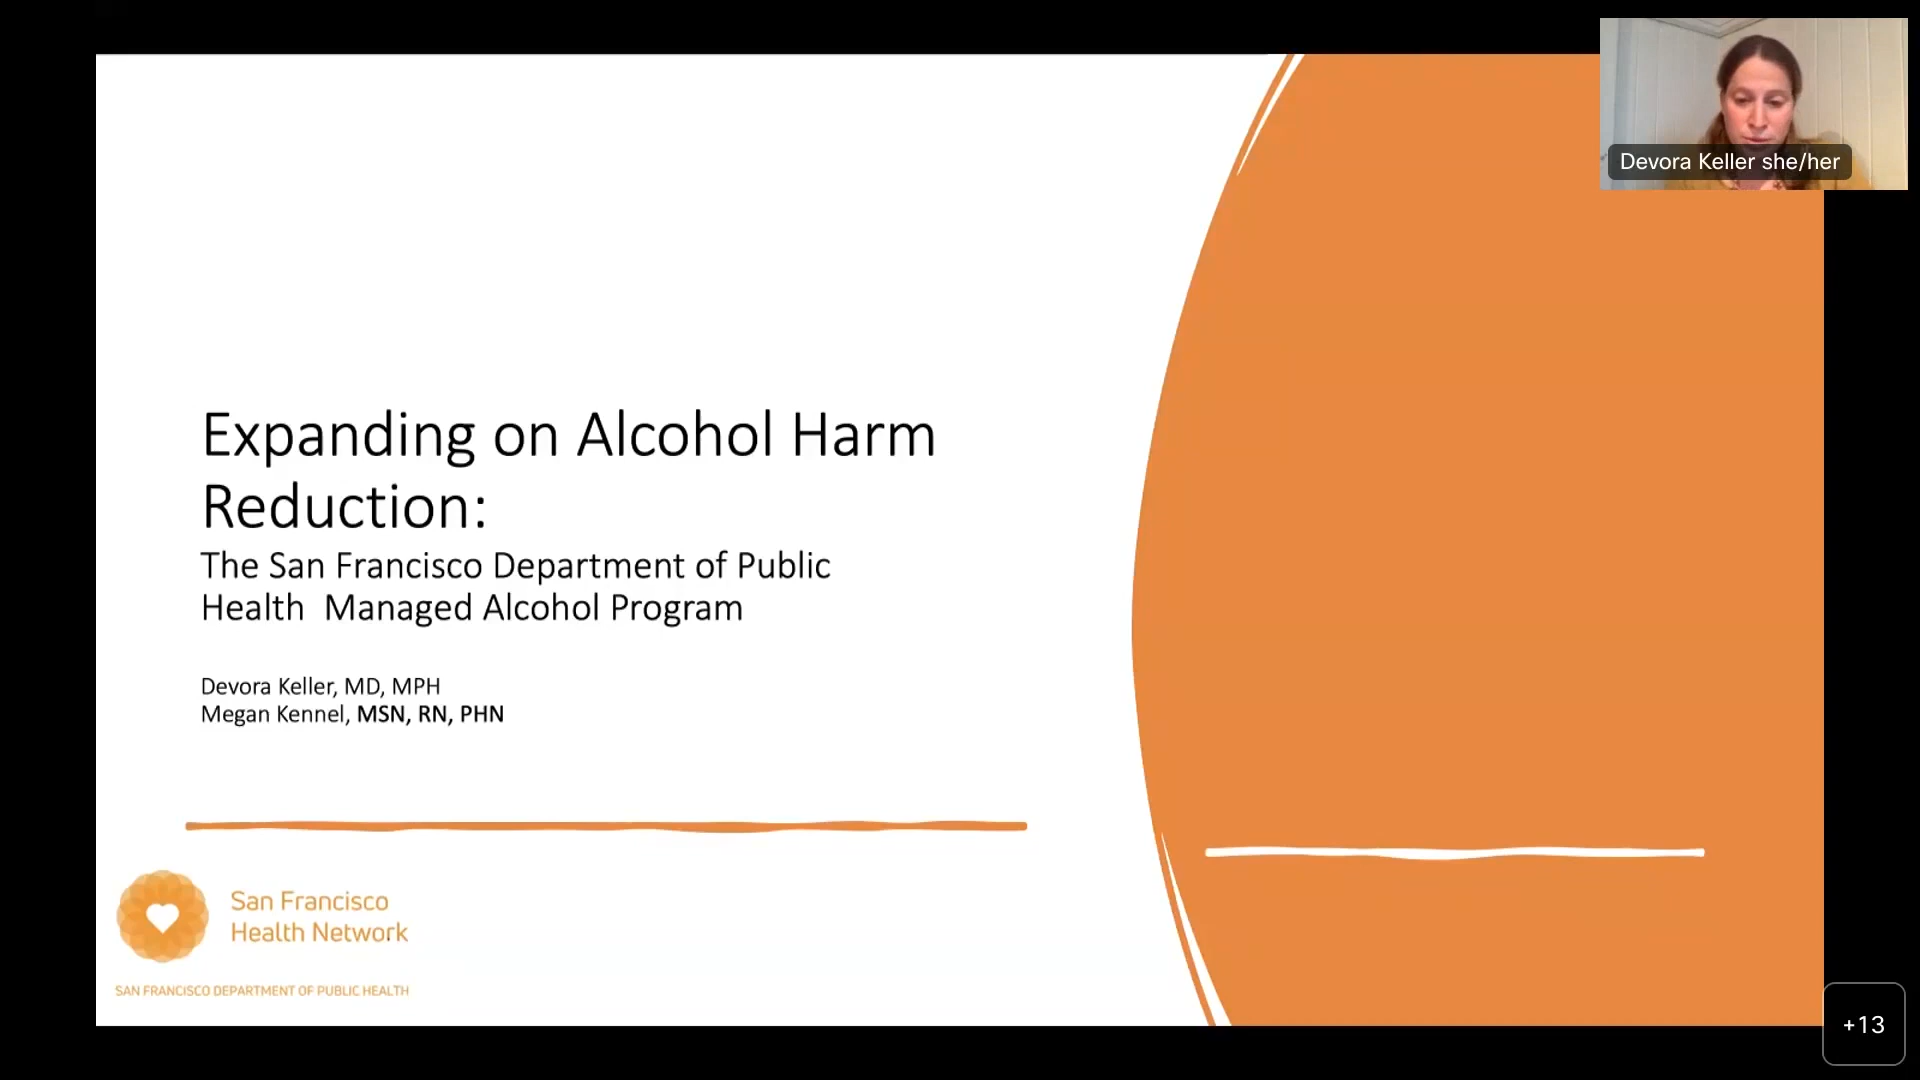 Devora Keller she/her
Expanding on Alcohol Harm
Reduction:
The San Francisco Department of Public
Health  Managed Alcohol Program
Devora Keller, MD, MPH
Megan Kennel, MSN, RN, PHN
San Francisco
Health Network
SAN FRANCISCO DEPARTMENT OF PUBLIC HEALTH
+13